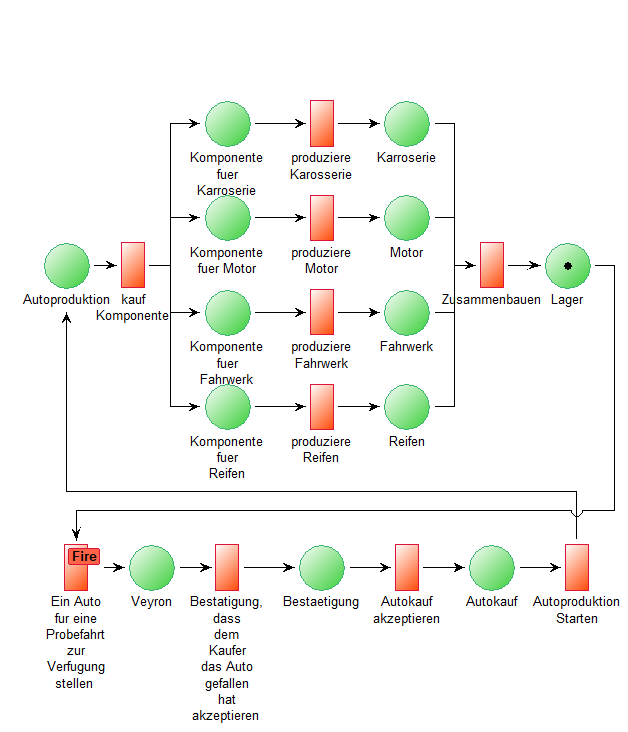 Komponente
fuer
Karroserie
produziere
Karosserie
Karroserie
Komponente
fuer Motor
produziere
Motor
Motor
Autoproduktion
kauf
Komponente
Zusammenbauen
Lager
Komponente
fuer
Fahrwerk
produziere
Fahrwerk
Fahrwerk
Komponente
fuer
Reifen
produziere
Reifen
Reifen
Fire
Ein Auto
fur eine
Probefahrt
zur
Verfugung
stellen
Veyron
Bestatigung,
dass
dem
Kaufer
das Auto
gefallen
hat
akzeptieren
Bestaetigung
Autokauf
akzeptieren
Autokauf
Autoproduktion
Starten